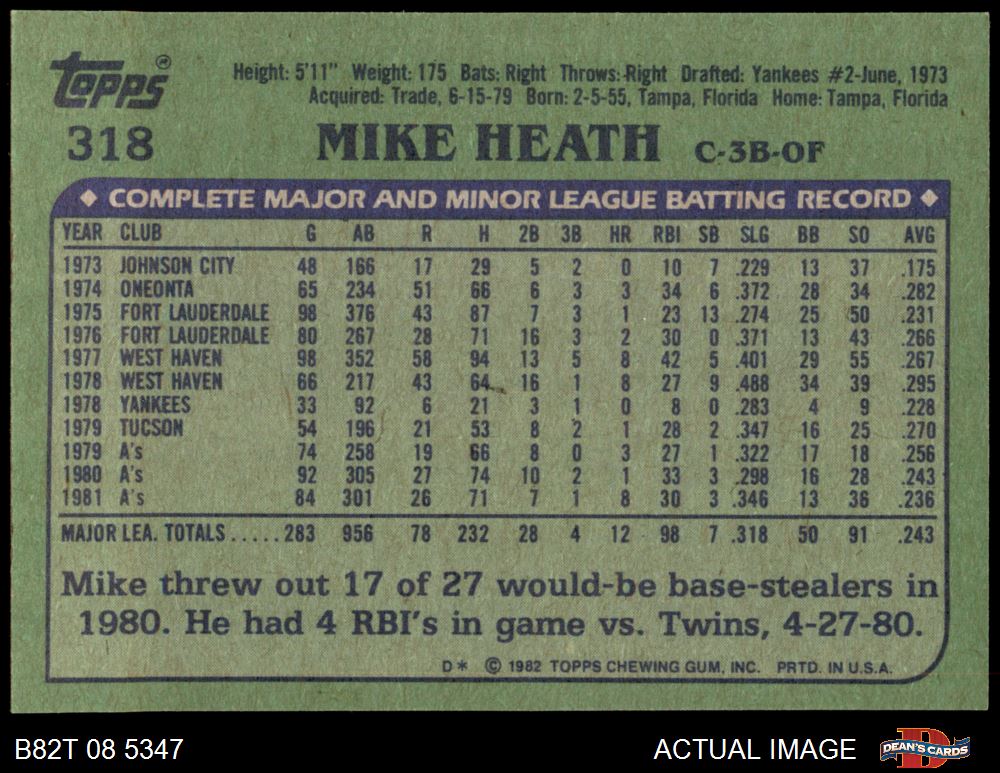 Topps®
Height: 5'11" Weight: 175 Bats: Right Throws: Right Drafted: Yankees #2-June, 1973
Acquired: Trade, 6-15-79 Born: 2-5-55, Tampa, Florida Home: Tampa, Florida
318 MIKE HEATH C-3B-OF
◆ COMPLETE MAJOR AND MINOR LEAGUE BATTING RECORD ◆
YEAR CLUB G AB R H 2B 3B HR RBI SB SLG BB SO AVG
1973 JOHNSON CITY 48 166 17 29 5 2 0 10 7 .229 13 37 .175
1974 ONEONTA 65 234 51 66 6 3 3 34 6 .372 28 34 .282
1975 FORT LAUDERDALE 98 376 43 87 7 3 1 23 13 .274 25 50 .231
1976 FORT LAUDERDALE 80 267 28 71 16 3 2 30 0 .371 13 43 .266
1977 WEST HAVEN 98 352 58 94 13 5 8 42 5 .401 29 55 .267
1978 WEST HAVEN 66 217 43 64 16 1 8 27 9 .488 34 39 .295
1978 YANKEES 33 92 6 21 3 1 0 8 0 .283 4 9 .228
1979 TUCSON 54 196 21 53 8 2 1 28 2 .347 16 25 .270
1979 A's 74 258 19 66 8 0 3 27 1 .322 17 18 .256
1980 A's 92 305 27 74 10 2 1 33 3 .298 16 28 .243
1981 A's 84 301 26 71 7 1 8 30 3 .346 13 36 .236
MAJOR LEA. TOTALS.....283 956 78 232 28 4 12 98 7 .318 50 91 .243
Mike threw out 17 of 27 would-be base-stealers in
1980. He had 4 RBI's in game vs. Twins, 4-27-80.
D* © 1982 TOPPS CHEWING GUM, INC. PRTD. IN U.S.A.
B82T 08 5347 ACTUAL IMAGE DEAN'S CARDS